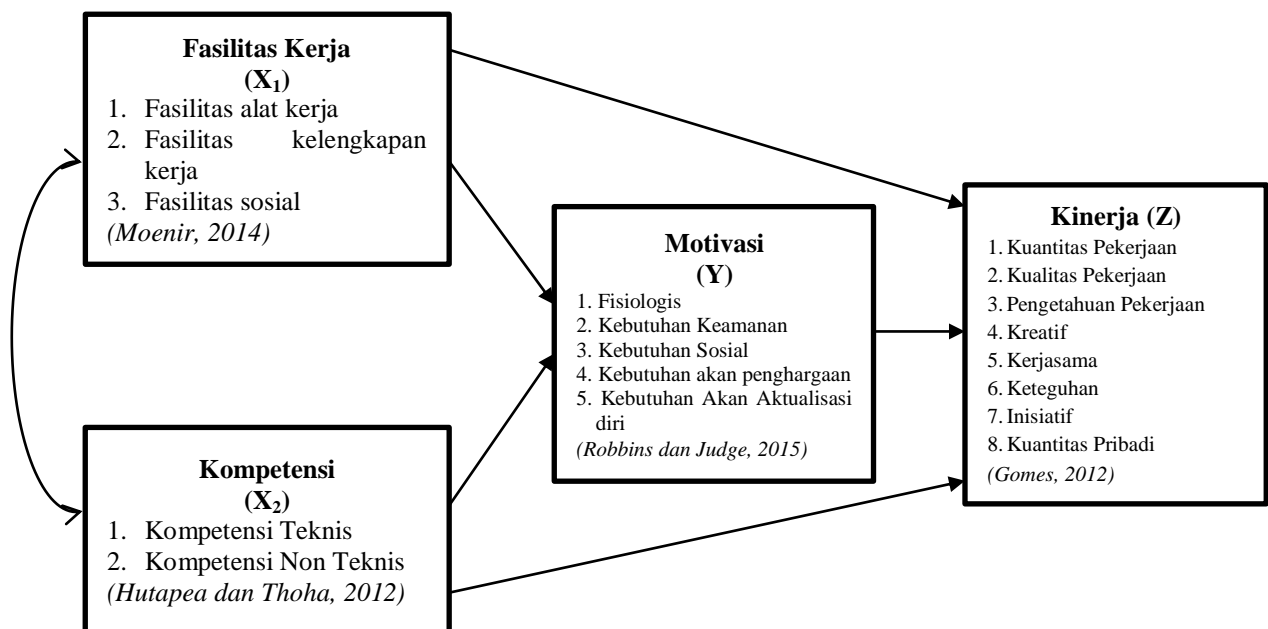 Fasilitas Kerja
(X₁)
1. Fasilitas alat kerja
2. Fasilitas kelengkapan
kerja
3. Fasilitas sosial
(Moenir, 2014)
Motivasi
(Y)
1. Fisiologis
2. Kebutuhan Keamanan
3. Kebutuhan Sosial
4. Kebutuhan akan penghargaan
5. Kebutuhan Akan Aktualisasi
diri
(Robbins dan Judge, 2015)
Kinerja (Z)
1. Kuantitas Pekerjaan
2. Kualitas Pekerjaan
3. Pengetahuan Pekerjaan
4. Kreatif
5. Kerjasama
6. Keteguhan
7. Inisiatif
8. Kuantitas Pribadi
(Gomes, 2012)
Kompetensi
(X₂)
1. Kompetensi Teknis
2. Kompetensi Non Teknis
(Hutapea dan Thoha, 2012)